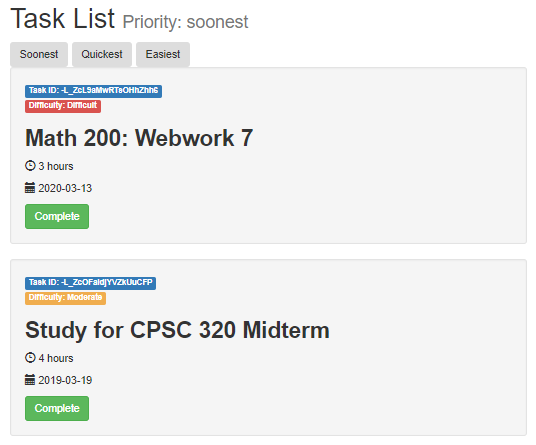 Task List Priority: soonest
Soonest Quickest Easiest
Task ID: -L_ZcL9aMwRTeOHhZhh6
Difficulty: Difficult
Math 200: Webwork 7
3 hours
2020-03-13
Complete
Task ID: -L_ZcOFaldjYVZkUuCFP
Difficulty: Moderate
Study for CPSC 320 Midterm
4 hours
2019-03-19
Complete